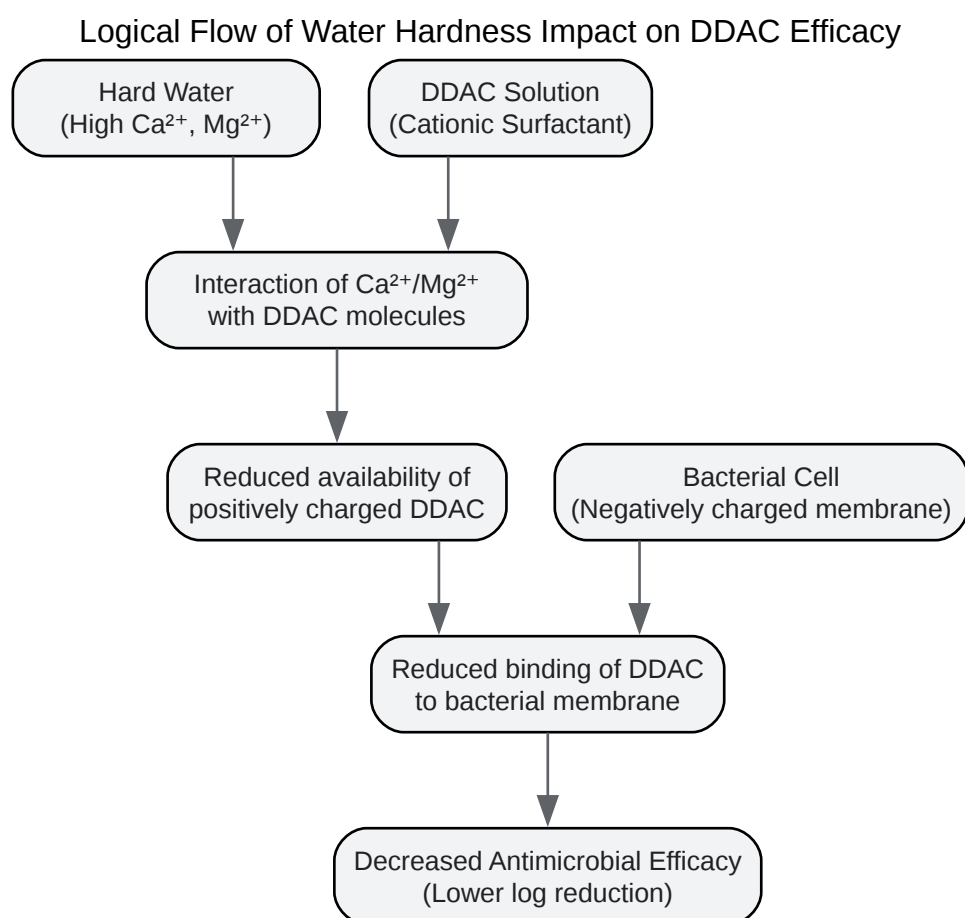 Logical Flow of Water Hardness Impact on DDAC Efficacy
Hard Water
(High Ca²⁺, Mg²⁺)
DDAC Solution
(Cationic Surfactant)
Interaction of Ca²⁺/Mg²⁺
with DDAC molecules
Reduced availability of
positively charged DDAC
Bacterial Cell
(Negatively charged membrane)
Reduced binding of DDAC
to bacterial membrane
Decreased Antimicrobial Efficacy
(Lower log reduction)